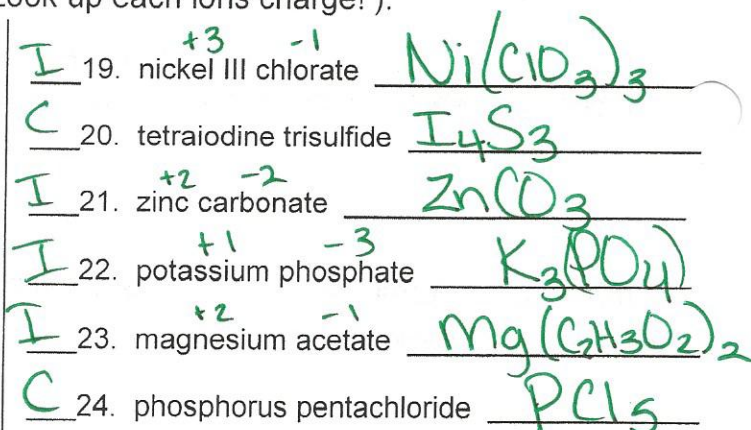 Look up each ions charge! ).
+3 -1
I 19. nickel III chlorate Ni(ClO3)3
C 20. tetraiodine trisulfide I4S3
+2 -2
I 21. zinc carbonate ZnCO3
+1 -3
I 22. potassium phosphate K3(PO4)
+2 -1
I 23. magnesium acetate Mg(C2H3O2)2
C 24. phosphorus pentachloride PCl5